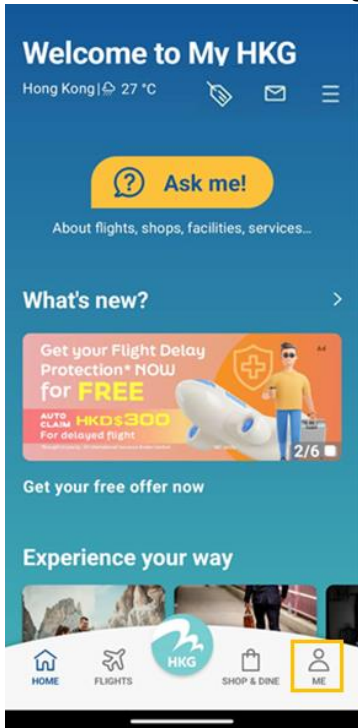 Welcome to My HKG
Hong Kong| 27 °C
Ask me!
About flights, shops, facilities, services...
What's new?
Get your Flight Delay
Protection* NOW
for FREE
Ad
AUTO
CLAIM HKD$300
For delayed flight
2/6
Get your free offer now
Experience your way
HKG
HOME
FLIGHTS
SHOP & DINE
ME